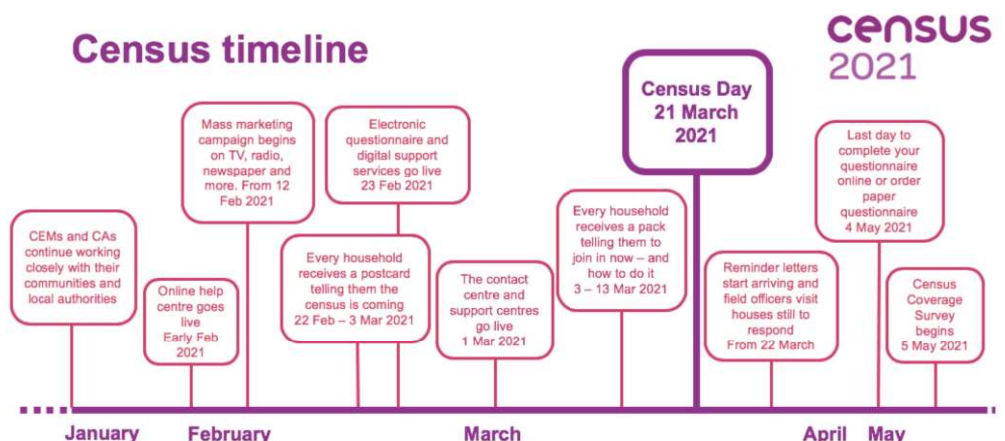 Census timeline
census
2021
CEMs and CAs
continue working
closely with their
communities and
local authorities
Online help
centre goes
live
Early Feb
2021
Mass marketing
campaign begins
on TV, radio,
newspaper and
more. From 12
Feb 2021
Every household
receives a postcard
telling them the
census is coming
22 Feb – 3 Mar 2021
Electronic
questionnaire and
digital support
services go live
23 Feb 2021
The contact
centre and
support centres
go live
1 Mar 2021
Every household
receives a pack
telling them to
join in now – and
how to do it
3 – 13 Mar 2021
Census Day
21 March
2021
Reminder letters
start arriving and
field officers visit
houses still to
respond
From 22 March
Last day to
complete your
questionnaire
online or order
paper
questionnaire
4 May 2021
Census
Coverage
Survey
begins
5 May 2021
January
February
March
April
May